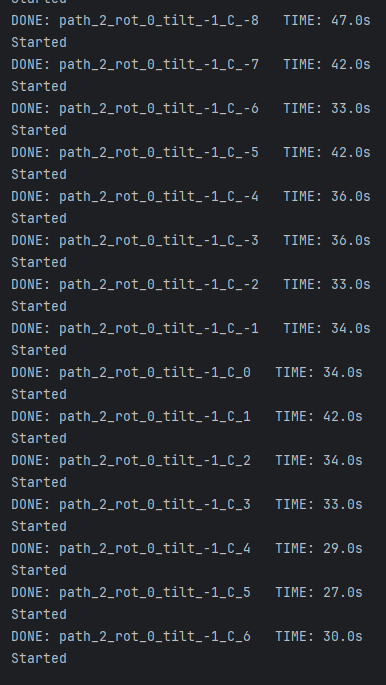 Started
DONE: path_2_rot_0_tilt_-1_C_-8   TIME: 47.0s
Started
DONE: path_2_rot_0_tilt_-1_C_-7   TIME: 42.0s
Started
DONE: path_2_rot_0_tilt_-1_C_-6   TIME: 33.0s
Started
DONE: path_2_rot_0_tilt_-1_C_-5   TIME: 42.0s
Started
DONE: path_2_rot_0_tilt_-1_C_-4   TIME: 36.0s
Started
DONE: path_2_rot_0_tilt_-1_C_-3   TIME: 36.0s
Started
DONE: path_2_rot_0_tilt_-1_C_-2   TIME: 33.0s
Started
DONE: path_2_rot_0_tilt_-1_C_-1   TIME: 34.0s
Started
DONE: path_2_rot_0_tilt_-1_C_0   TIME: 34.0s
Started
DONE: path_2_rot_0_tilt_-1_C_1   TIME: 42.0s
Started
DONE: path_2_rot_0_tilt_-1_C_2   TIME: 34.0s
Started
DONE: path_2_rot_0_tilt_-1_C_3   TIME: 33.0s
Started
DONE: path_2_rot_0_tilt_-1_C_4   TIME: 29.0s
Started
DONE: path_2_rot_0_tilt_-1_C_5   TIME: 27.0s
Started
DONE: path_2_rot_0_tilt_-1_C_6   TIME: 30.0s
Started